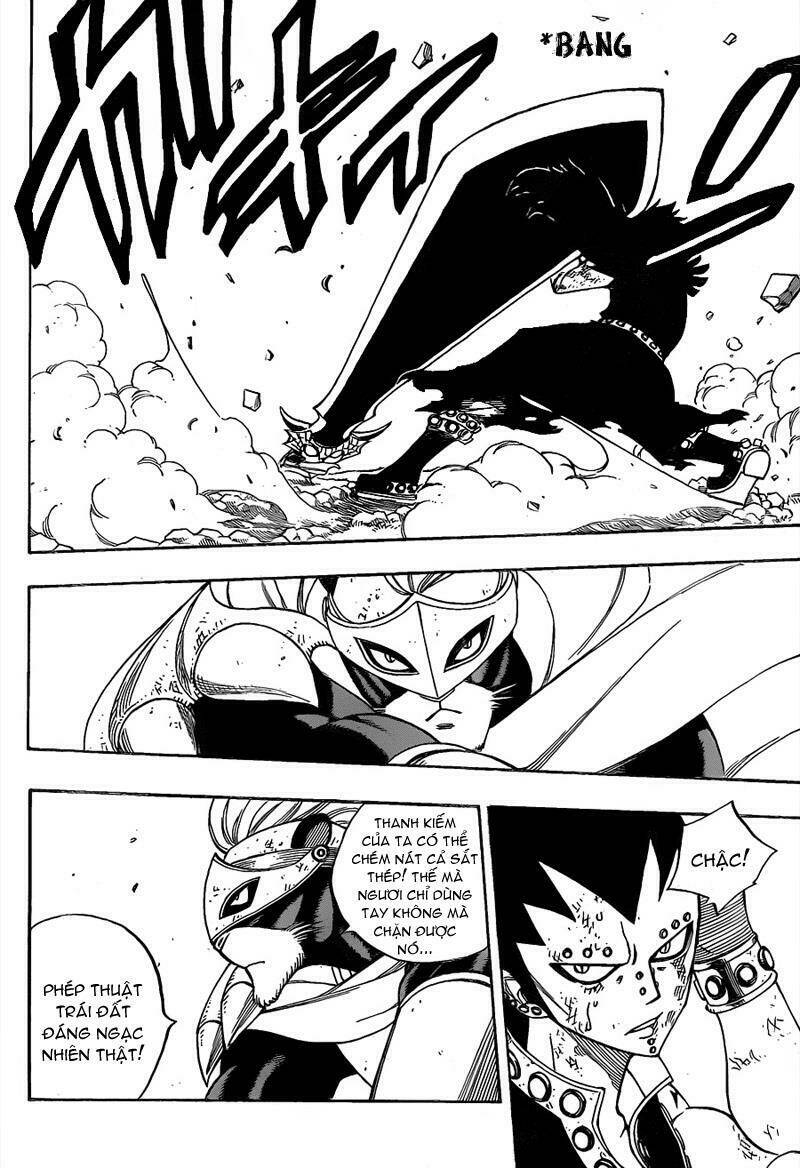 *BANG
THANH KIẾM
CỦA TA CÓ THỂ
CHÉM NÁT CẢ SẮT
THÉP! THẾ MÀ
NGƯƠI CHỈ DÙNG
TAY KHÔNG MÀ
CHẶN ĐƯỢC
NÓ...
CHẬC!
PHÉP THUẬT
TRÁI ĐẤT
ĐÁNG NGẠC
NHIÊN THẬT!